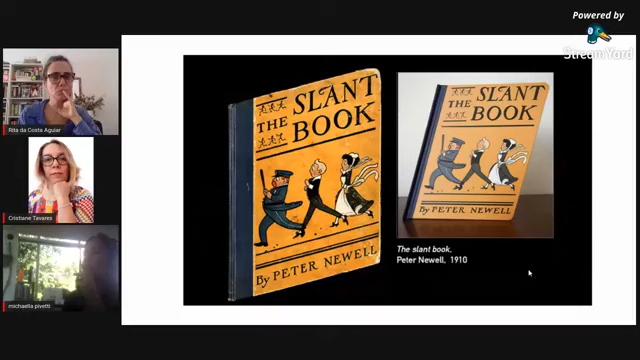 Powered by
StreamYard
Rita da Costa Aguiar
Cristiane Tavares
michaella pivetti
THE SLANT
BOOK
By PETER NEWELL
THE SLANT
BOOK
By PETER NEWELL
The slant book,
Peter Newell, 1910